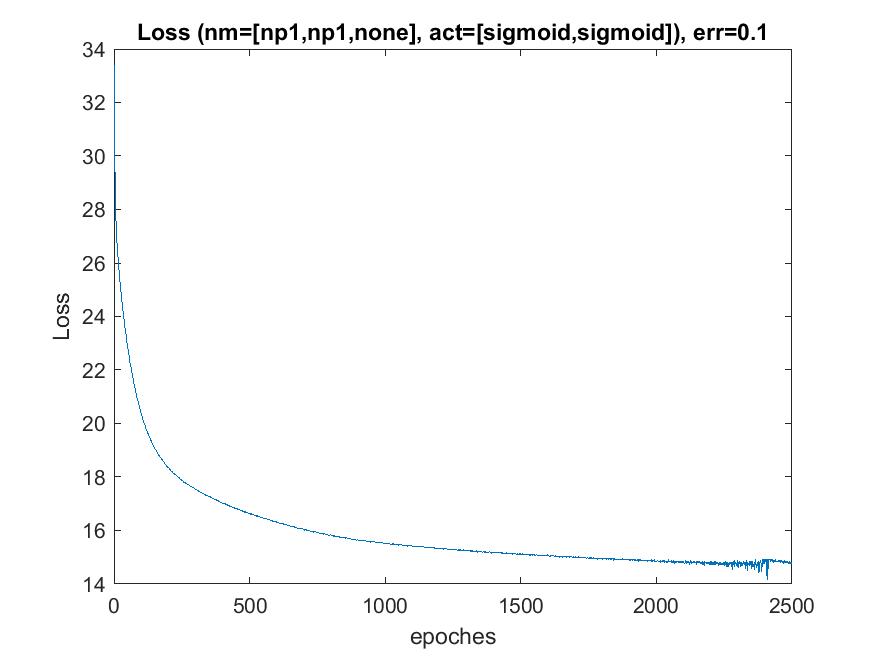 Loss (nm=[np1,np1,none], act=[sigmoid,sigmoid]), err=0.1
34
32
30
28
26
24
22
20
18
16
14
Loss
0 500 1000 1500 2000 2500
epoches